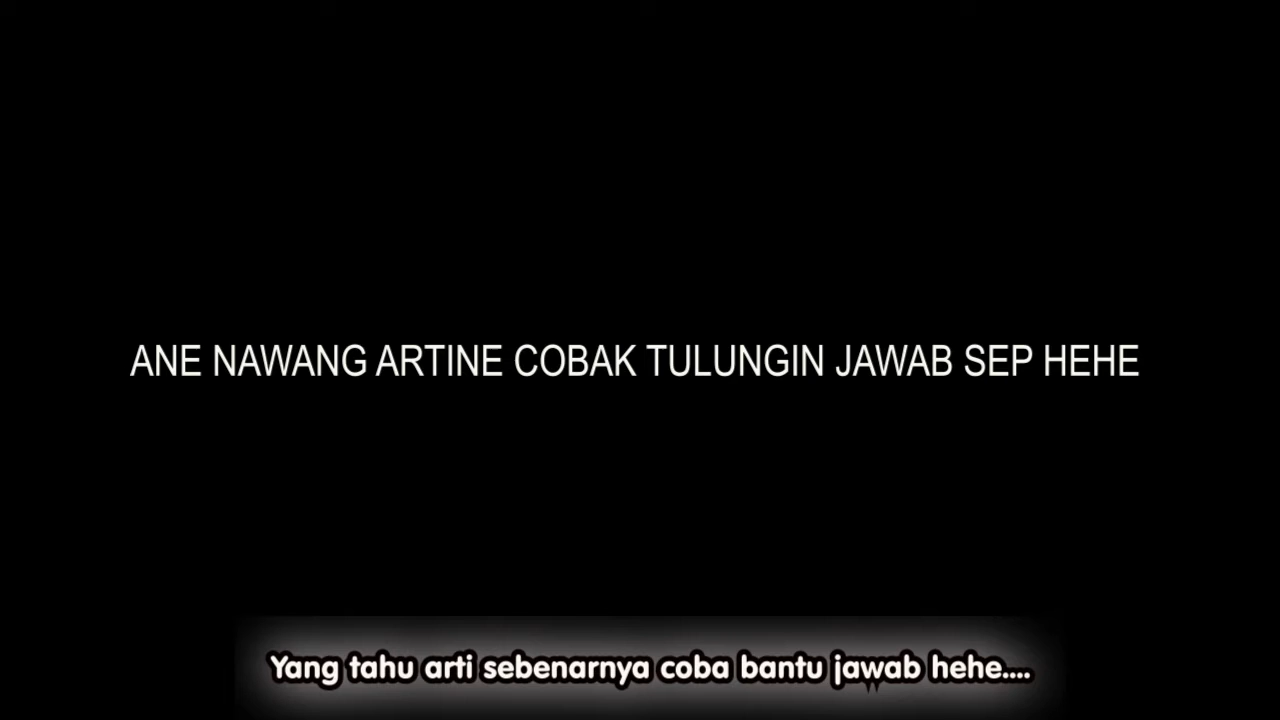 ANE NAWANG ARTINE COBAK TULUNGIN JAWAB SEP HEHE
Yang tahu arti sebenarnya coba bantu jawab hehe....